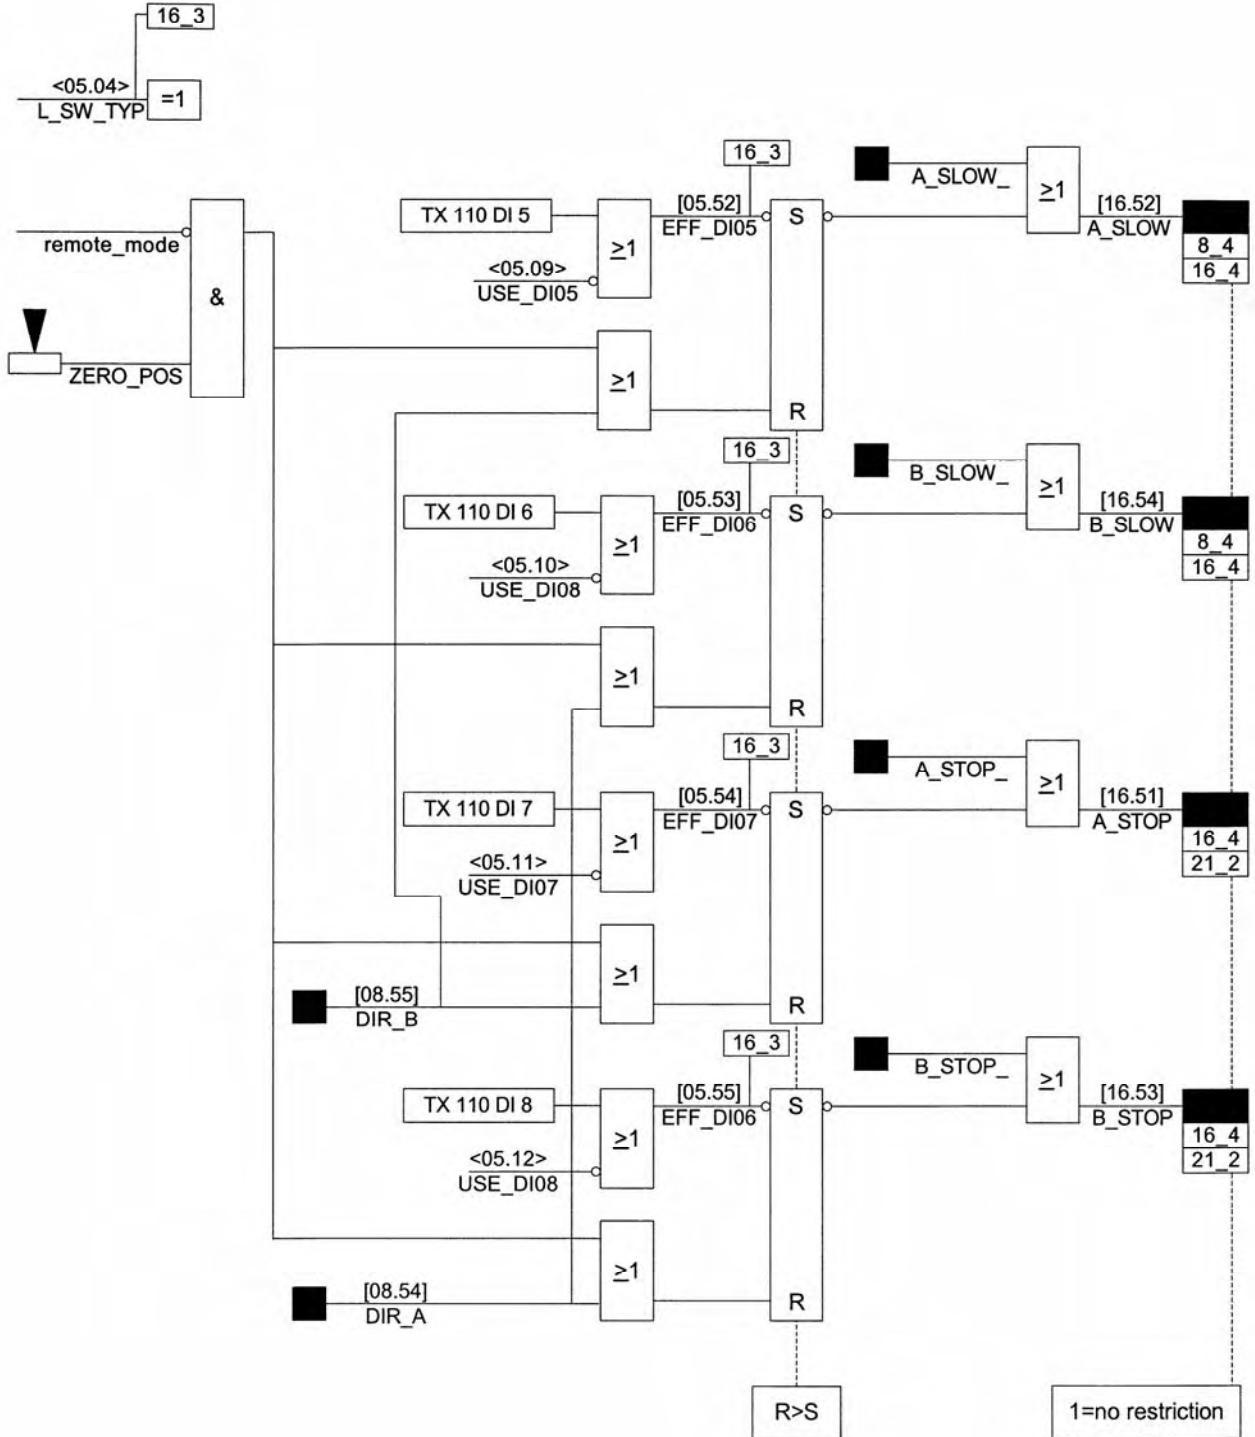 16_3
<05.04>
L_SW_TYP
=1
remote_mode
&
ZERO_POS
16_3
TX 110 DI 5
≥1
[05.52]
EFF_DI05
S
<05.09>
USE_DI05
≥1
R
A_SLOW_
≥1
[16.52]
A_SLOW
8_4
16_4
16_3
TX 110 DI 6
≥1
[05.53]
EFF_DI06
S
<05.10>
USE_DI08
≥1
R
B_SLOW_
≥1
[16.54]
B_SLOW
8_4
16_4
16_3
TX 110 DI 7
≥1
[05.54]
EFF_DI07
S
<05.11>
USE_DI07
≥1
R
A_STOP_
≥1
[16.51]
A_STOP
16_4
21_2
[08.55]
DIR_B
16_3
TX 110 DI 8
≥1
[05.55]
EFF_DI06
S
<05.12>
USE_DI08
≥1
R
B_STOP_
≥1
[16.53]
B_STOP
16_4
21_2
[08.54]
DIR_A
R>S
1=no restriction